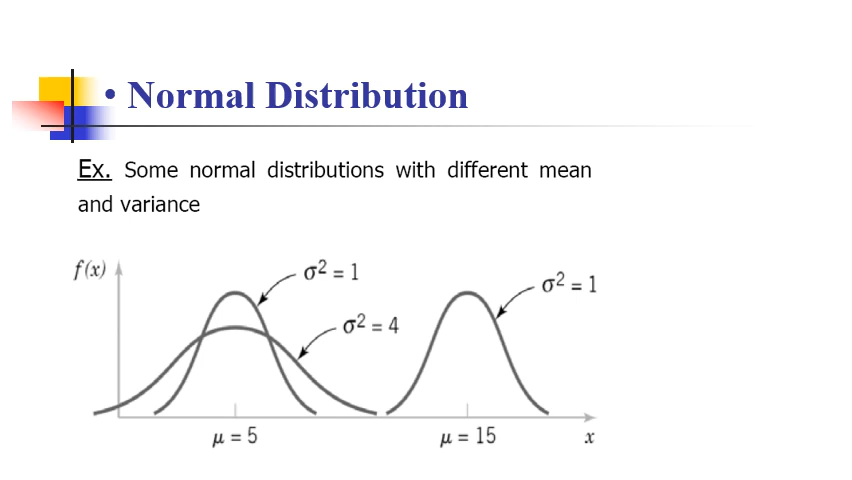 • Normal Distribution
Ex. Some normal distributions with different mean
and variance
f(x)
σ² = 1
σ² = 1
σ² = 4
μ = 5
μ = 15
x